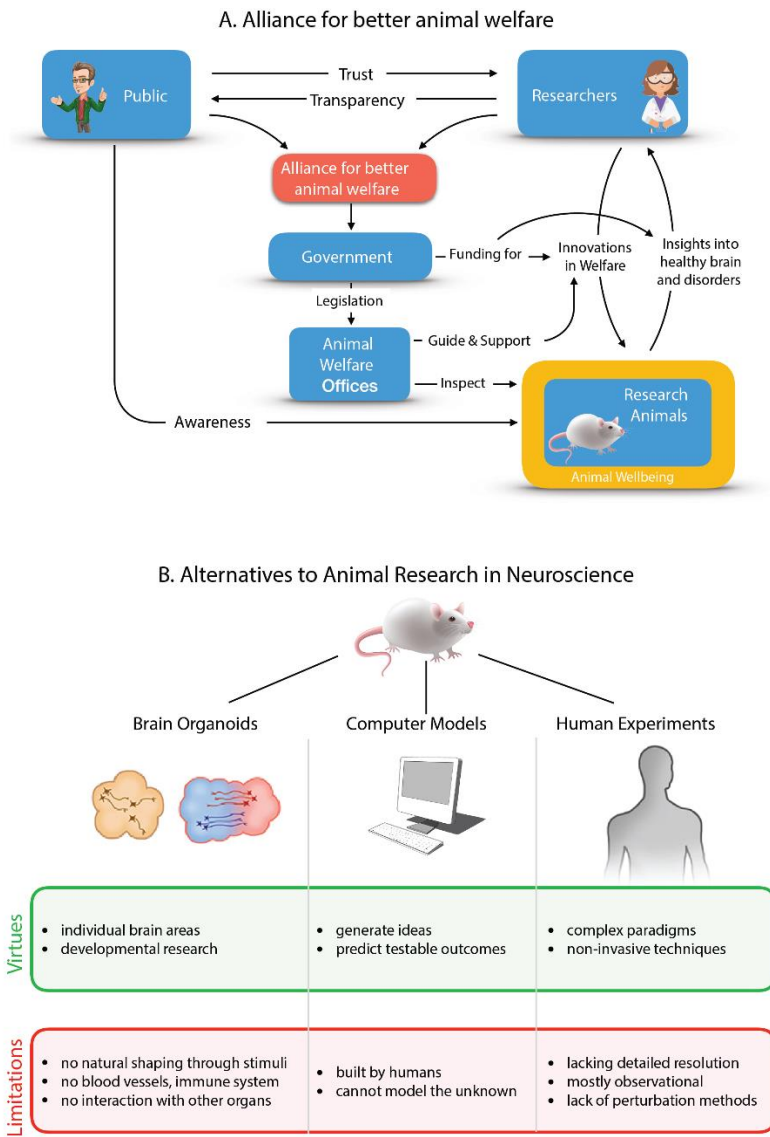 A. Alliance for better animal welfare
Public
Trust
Transparency
Researchers
Alliance for better
animal welfare
Government
Funding for
Innovations
in Welfare
Insights into
healthy brain
and disorders
Legislation
Animal
Welfare
Offices
Guide & Support
Inspect
Research
Animals
Awareness
Animal Wellbeing
B. Alternatives to Animal Research in Neuroscience
Brain Organoids
Computer Models
Human Experiments
Virtues
• individual brain areas
• developmental research
• generate ideas
• predict testable outcomes
• complex paradigms
• non-invasive techniques
Limitations
• no natural shaping through stimuli
• no blood vessels, immune system
• no interaction with other organs
• built by humans
• cannot model the unknown
• lacking detailed resolution
• mostly observational
• lack of perturbation methods